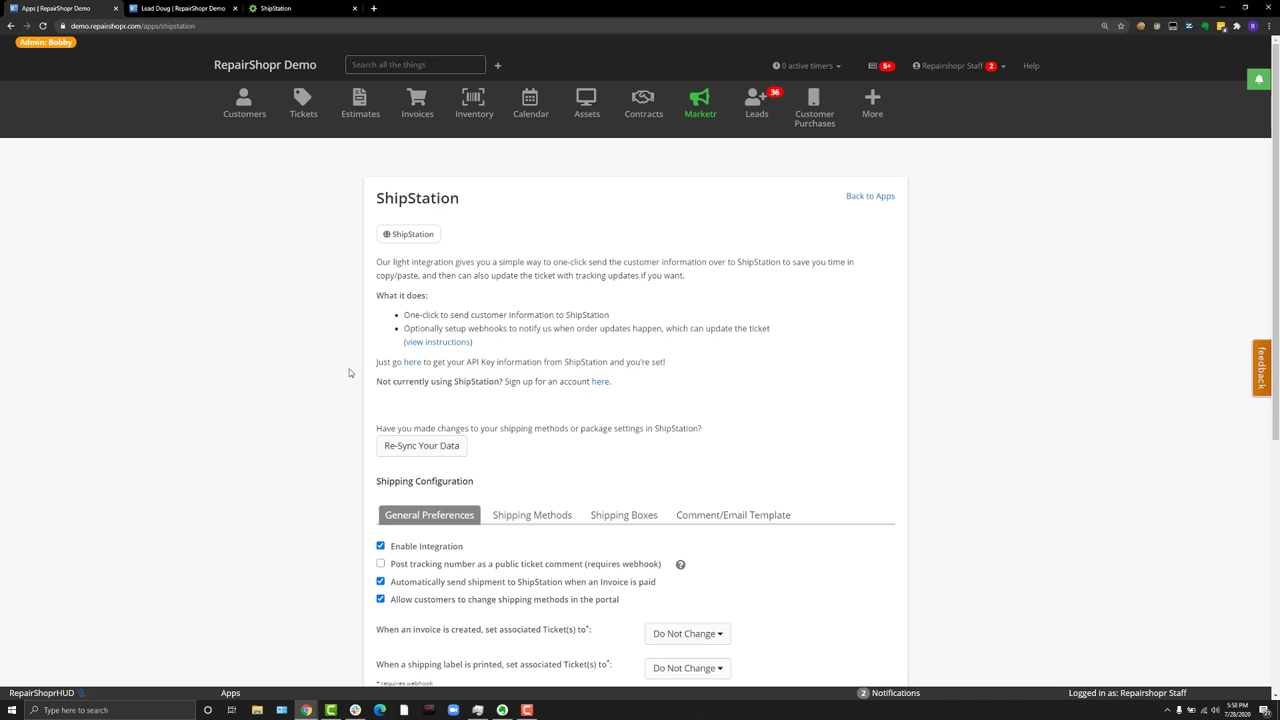 Apps | RepairShopr Demo
Lead Doug | RepairShopr Demo
ShipStation
demo.repairshopr.com/apps/shipstation
Admin: Bobby
RepairShopr Demo
Search all the things
0 active timers
5+
Repairshopr Staff 2
Help
Customers
Tickets
Estimates
Invoices
Inventory
Calendar
Assets
Contracts
Marketr
Leads
36
Customer
Purchases
More
ShipStation
Back to Apps
ShipStation
Our light integration gives you a simple way to one-click send the customer information over to ShipStation to save you time in
copy/paste, and then can also update the ticket with tracking updates if you want.
What it does:
One-click to send customer information to ShipStation
Optionally setup webhooks to notify us when order updates happen, which can update the ticket
(view instructions)
Just go here to get your API Key information from ShipStation and you're set!
Not currently using ShipStation? Sign up for an account here.
feedback
Have you made changes to your shipping methods or package settings in ShipStation?
Re-Sync Your Data
Shipping Configuration
General Preferences
Shipping Methods
Shipping Boxes
Comment/Email Template
Enable Integration
Post tracking number as a public ticket comment (requires webhook)
Automatically send shipment to ShipStation when an Invoice is paid
Allow customers to change shipping methods in the portal
When an invoice is created, set associated Ticket(s) to*:
Do Not Change
When a shipping label is printed, set associated Ticket(s) to*:
Do Not Change
* requires webhook
RepairShoprHUD
Apps
2 Notifications
Logged in as: Repairshopr Staff
Type here to search
5:58 PM
7/28/2020